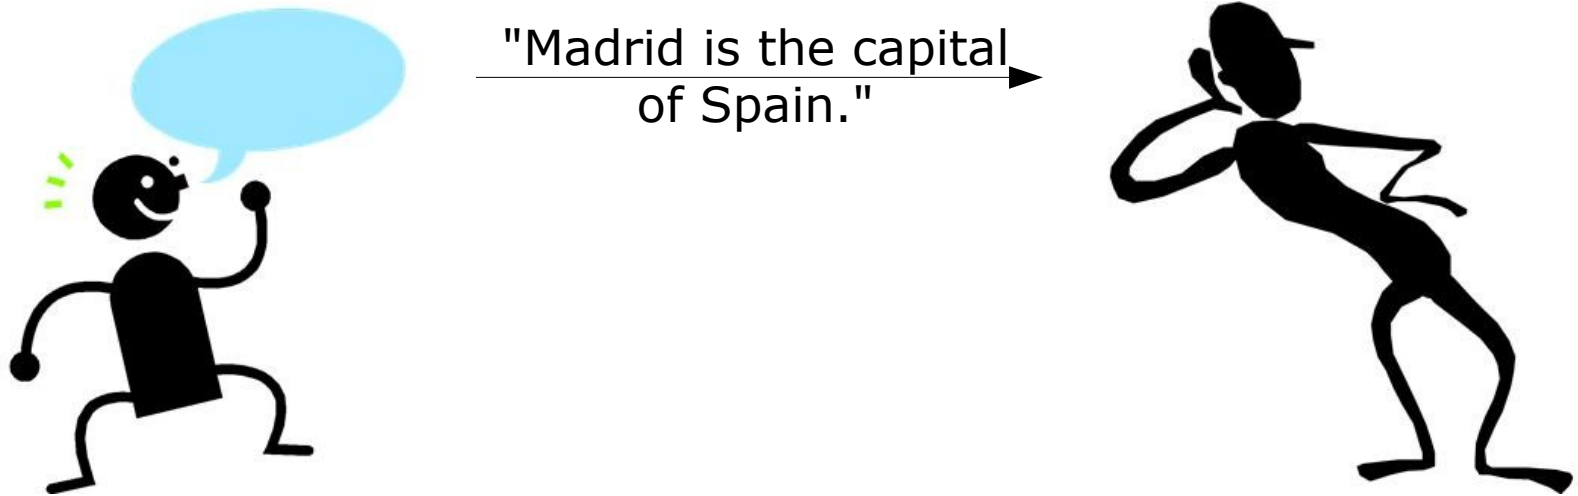 "Madrid is the capital
of Spain."